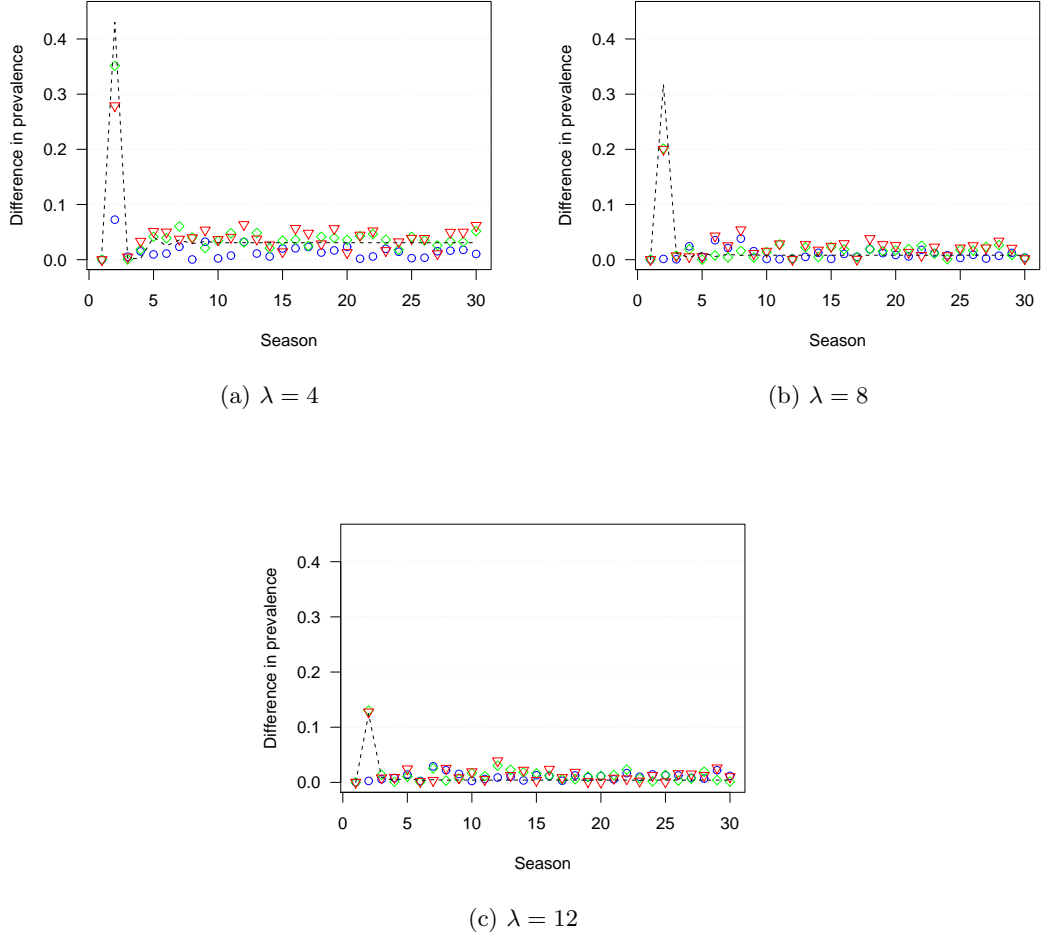 Difference in prevalence
0.4
0.3
0.2
0.1
0.0
0 5 10 15 20 25 30
Season
(a) λ = 4
Difference in prevalence
0.4
0.3
0.2
0.1
0.0
0 5 10 15 20 25 30
Season
(b) λ = 8
Difference in prevalence
0.4
0.3
0.2
0.1
0.0
0 5 10 15 20 25 30
Season
(c) λ = 12